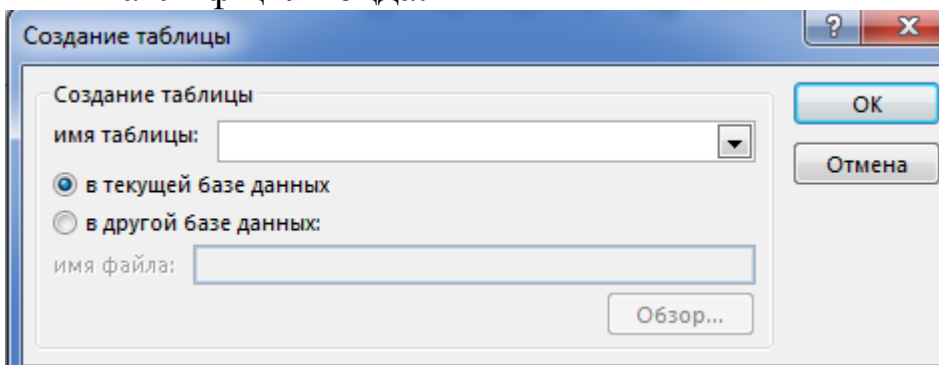 Создание таблицы
Создание таблицы
OK
имя таблицы:
Отмена
в текущей базе данных
в другой базе данных:
имя файла:
Обзор...